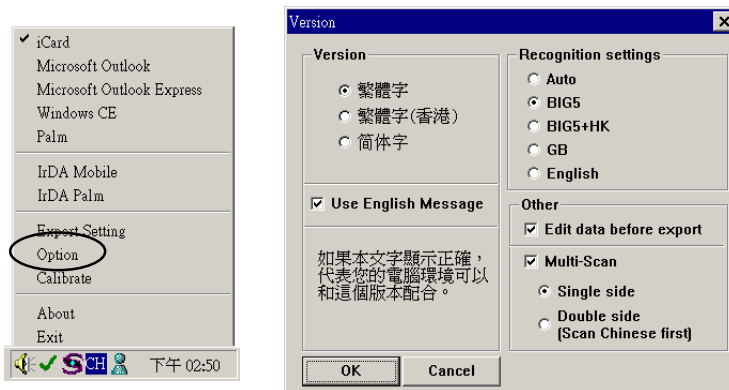 iCard
Microsoft Outlook
Microsoft Outlook Express
Windows CE
Palm
IrDA Mobile
IrDA Palm
Export Setting
Option
Calibrate
About
Exit
CH
下午 02:50
Version
Version
繁體字
繁體字(香港)
简体字
Use English Message
如果本文字顯示正確，
代表您的電腦環境可以
和這個版本配合。
OK
Cancel
Recognition settings
Auto
BIG5
BIG5+HK
GB
English
Other
Edit data before export
Multi-Scan
Single side
Double side
(Scan Chinese first)